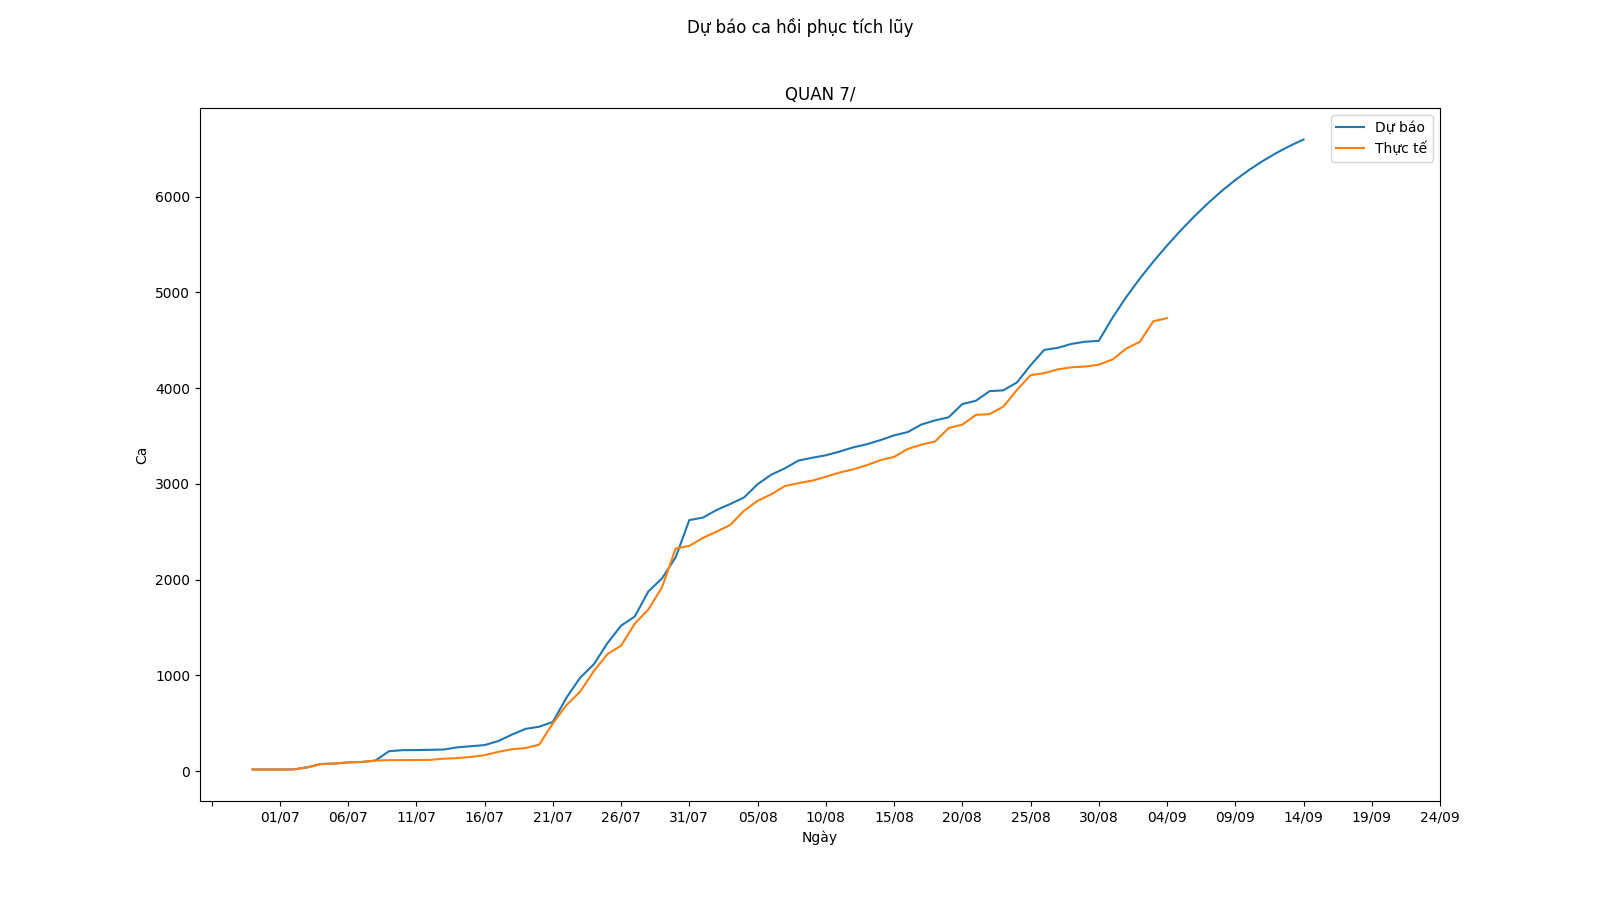 Dự báo ca hồi phục tích lũy
QUAN 7/
Dự báo
Thực tế
6000
5000
4000
3000
2000
1000
0
Ca
01/07 06/07 11/07 16/07 21/07 26/07 31/07 05/08 10/08 15/08 20/08 25/08 30/08 04/09 09/09 14/09 19/09 24/09
Ngày